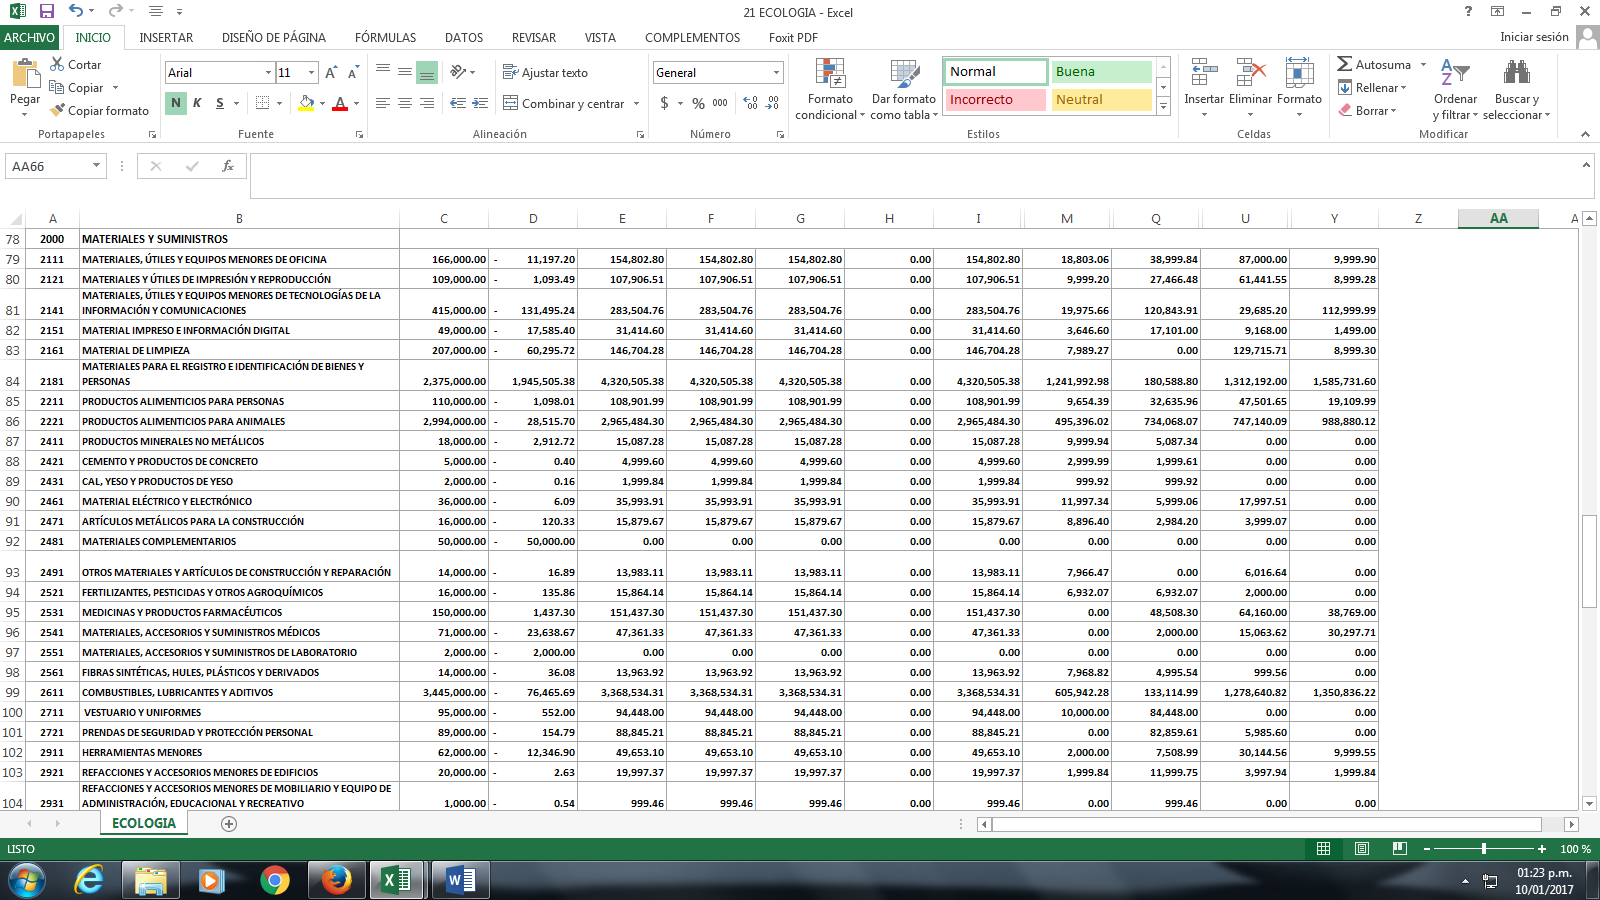 21 ECOLOGIA - Excel
ARCHIVO INICIO INSERTAR DISEÑO DE PÁGINA FÓRMULAS DATOS REVISAR VISTA COMPLEMENTOS Foxit PDF Iniciar sesión
Pegar Cortar Copiar Copiar formato Portapapeles
Arial 11 N K S Fuente
Ajustar texto Combinar y centrar Alineación
General $ % 000 Número
Formato condicional Dar formato como tabla Normal Buena Incorrecto Neutral Estilos
Insertar Eliminar Formato Celdas
Autosuma Rellenar Borrar Ordenar y filtrar Buscar y seleccionar Modificar
AA66 fx
A B C D E F G H I M Q U Y Z AA A
78 2000 MATERIALES Y SUMINISTROS
79 2111 MATERIALES, ÚTILES Y EQUIPOS MENORES DE OFICINA 166,000.00 - 11,197.20 154,802.80 154,802.80 154,802.80 0.00 154,802.80 18,803.06 38,999.84 87,000.00 9,999.90
80 2121 MATERIALES Y ÚTILES DE IMPRESIÓN Y REPRODUCCIÓN 109,000.00 - 1,093.49 107,906.51 107,906.51 107,906.51 0.00 107,906.51 9,999.20 27,466.48 61,441.55 8,999.28
MATERIALES, ÚTILES Y EQUIPOS MENORES DE TECNOLOGÍAS DE LA
81 2141 INFORMACIÓN Y COMUNICACIONES 415,000.00 - 131,495.24 283,504.76 283,504.76 283,504.76 0.00 283,504.76 19,975.66 120,843.91 29,685.20 112,999.99
82 2151 MATERIAL IMPRESO E INFORMACIÓN DIGITAL 49,000.00 - 17,585.40 31,414.60 31,414.60 31,414.60 0.00 31,414.60 3,646.60 17,101.00 9,168.00 1,499.00
83 2161 MATERIAL DE LIMPIEZA 207,000.00 - 60,295.72 146,704.28 146,704.28 146,704.28 0.00 146,704.28 7,989.27 0.00 129,715.71 8,999.30
MATERIALES PARA EL REGISTRO E IDENTIFICACIÓN DE BIENES Y
84 2181 PERSONAS 2,375,000.00 1,945,505.38 4,320,505.38 4,320,505.38 4,320,505.38 0.00 4,320,505.38 1,241,992.98 180,588.80 1,312,192.00 1,585,731.60
85 2211 PRODUCTOS ALIMENTICIOS PARA PERSONAS 110,000.00 - 1,098.01 108,901.99 108,901.99 108,901.99 0.00 108,901.99 9,654.39 32,635.96 47,501.65 19,109.99
86 2221 PRODUCTOS ALIMENTICIOS PARA ANIMALES 2,994,000.00 - 28,515.70 2,965,484.30 2,965,484.30 2,965,484.30 0.00 2,965,484.30 495,396.02 734,068.07 747,140.09 988,880.12
87 2411 PRODUCTOS MINERALES NO METÁLICOS 18,000.00 - 2,912.72 15,087.28 15,087.28 15,087.28 0.00 15,087.28 9,999.94 5,087.34 0.00 0.00
88 2421 CEMENTO Y PRODUCTOS DE CONCRETO 5,000.00 - 0.40 4,999.60 4,999.60 4,999.60 0.00 4,999.60 2,999.99 1,999.61 0.00 0.00
89 2431 CAL, YESO Y PRODUCTOS DE YESO 2,000.00 - 0.16 1,999.84 1,999.84 1,999.84 0.00 1,999.84 999.92 999.92 0.00 0.00
90 2461 MATERIAL ELÉCTRICO Y ELECTRÓNICO 36,000.00 - 6.09 35,993.91 35,993.91 35,993.91 0.00 35,993.91 11,997.34 5,999.06 17,997.51 0.00
91 2471 ARTÍCULOS METÁLICOS PARA LA CONSTRUCCIÓN 16,000.00 - 120.33 15,879.67 15,879.67 15,879.67 0.00 15,879.67 8,896.40 2,984.20 3,999.07 0.00
92 2481 MATERIALES COMPLEMENTARIOS 50,000.00 - 50,000.00 0.00 0.00 0.00 0.00 0.00 0.00 0.00 0.00 0.00
93 2491 OTROS MATERIALES Y ARTÍCULOS DE CONSTRUCCIÓN Y REPARACIÓN 14,000.00 - 16.89 13,983.11 13,983.11 13,983.11 0.00 13,983.11 7,966.47 0.00 6,016.64 0.00
94 2521 FERTILIZANTES, PESTICIDAS Y OTROS AGROQUÍMICOS 16,000.00 - 135.86 15,864.14 15,864.14 15,864.14 0.00 15,864.14 6,932.07 6,932.07 2,000.00 0.00
95 2531 MEDICINAS Y PRODUCTOS FARMACÉUTICOS 150,000.00 1,437.30 151,437.30 151,437.30 151,437.30 0.00 151,437.30 0.00 48,508.30 64,160.00 38,769.00
96 2541 MATERIALES, ACCESORIOS Y SUMINISTROS MÉDICOS 71,000.00 - 23,638.67 47,361.33 47,361.33 47,361.33 0.00 47,361.33 0.00 2,000.00 15,063.62 30,297.71
97 2551 MATERIALES, ACCESORIOS Y SUMINISTROS DE LABORATORIO 2,000.00 - 2,000.00 0.00 0.00 0.00 0.00 0.00 0.00 0.00 0.00 0.00
98 2561 FIBRAS SINTÉTICAS, HULES, PLÁSTICOS Y DERIVADOS 14,000.00 - 36.08 13,963.92 13,963.92 13,963.92 0.00 13,963.92 7,968.82 4,995.54 999.56 0.00
99 2611 COMBUSTIBLES, LUBRICANTES Y ADITIVOS 3,445,000.00 - 76,465.69 3,368,534.31 3,368,534.31 3,368,534.31 0.00 3,368,534.31 605,942.28 133,114.99 1,278,640.82 1,350,836.22
100 2711 VESTUARIO Y UNIFORMES 95,000.00 - 552.00 94,448.00 94,448.00 94,448.00 0.00 94,448.00 10,000.00 84,448.00 0.00 0.00
101 2721 PRENDAS DE SEGURIDAD Y PROTECCIÓN PERSONAL 89,000.00 - 154.79 88,845.21 88,845.21 88,845.21 0.00 88,845.21 0.00 82,859.61 5,985.60 0.00
102 2911 HERRAMIENTAS MENORES 62,000.00 - 12,346.90 49,653.10 49,653.10 49,653.10 0.00 49,653.10 2,000.00 7,508.99 30,144.56 9,999.55
103 2921 REFACCIONES Y ACCESORIOS MENORES DE EDIFICIOS 20,000.00 - 2.63 19,997.37 19,997.37 19,997.37 0.00 19,997.37 1,999.84 11,999.75 3,997.94 1,999.84
REFACCIONES Y ACCESORIOS MENORES DE MOBILIARIO Y EQUIPO DE
104 2931 ADMINISTRACIÓN, EDUCACIONAL Y RECREATIVO 1,000.00 - 0.54 999.46 999.46 999.46 0.00 999.46 0.00 999.46 0.00 0.00
ECOLOGIA
LISTO 100 %
01:23 p.m.
10/01/2017